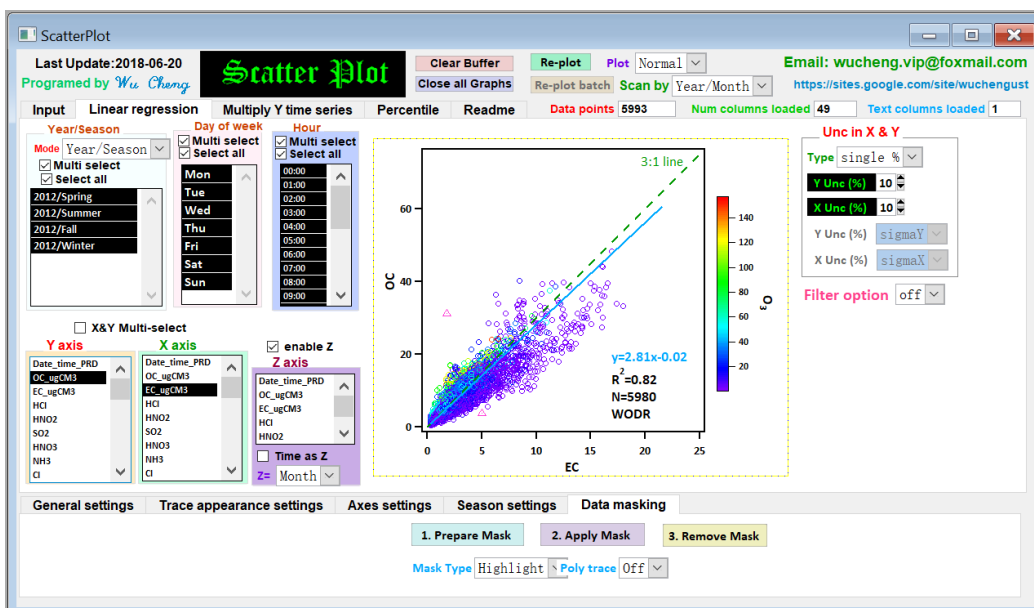 ScatterPlot
Last Update:2018-06-20
Programed by Wu Cheng
Scatter Plot
Clear Buffer
Close all Graphs
Re-plot
Plot Normal
Re-plot batch
Scan by Year/Month
Email: wucheng.vip@foxmail.com
https://sites.google.com/site/wuchengust
Input Linear regression Multiply Y time series Percentile Readme
Data points 5993
Num columns loaded 49
Text columns loaded 1
Year/Season
Mode Year/Season
Multi select
Select all
2012/Spring
2012/Summer
2012/Fall
2012/Winter
Day of week
Multi select
Select all
Mon
Tue
Wed
Thu
Fri
Sat
Sun
Hour
Multi select
Select all
00:00
01:00
02:00
03:00
04:00
05:00
06:00
07:00
08:00
09:00
X&Y Multi-select
Y axis
Date_time_PRD
OC_ugCM3
EC_ugCM3
HCl
HNO2
SO2
HNO3
NH3
Cl
X axis
Date_time_PRD
OC_ugCM3
EC_ugCM3
HCl
HNO2
SO2
HNO3
NH3
Cl
enable Z
Z axis
Date_time_PRD
OC_ugCM3
EC_ugCM3
HCl
HNO2
Time as Z
Z= Month
OC
60
40
20
0
0 5 10 15 20 25
EC
3:1 line
y=2.81x-0.02
R²=0.82
N=5980
WODR
140
120
100
80
60
40
20
O₃
Unc in X & Y
Type single %
Y Unc (%) 10
X Unc (%) 10
Y Unc (%) sigmaY
X Unc (%) sigmaX
Filter option off
General settings Trace appearance settings Axes settings Season settings Data masking
1. Prepare Mask
2. Apply Mask
3. Remove Mask
Mask Type Highlight
Poly trace Off